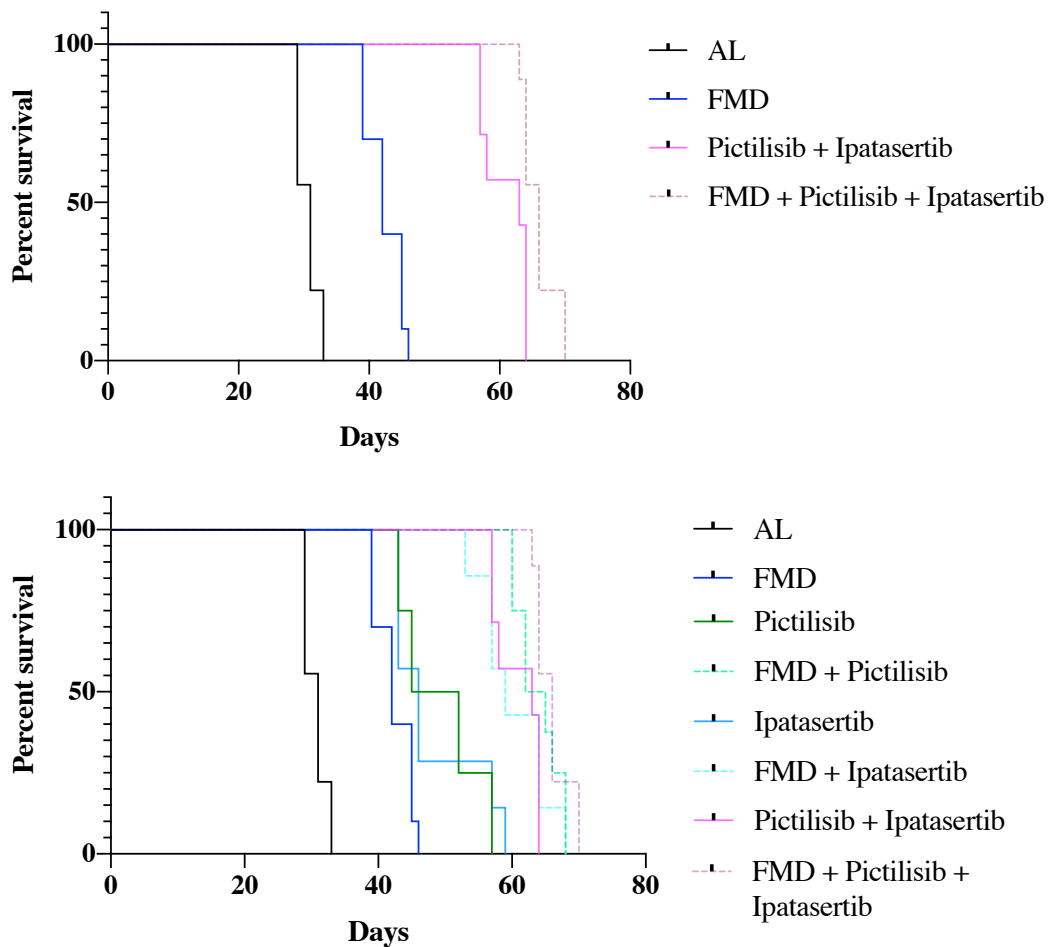 100
50
0
Percent survival
0 20 40 60 80
Days
AL
FMD
Pictilisib + Ipatasertib
FMD + Pictilisib + Ipatasertib
100
50
0
Percent survival
0 20 40 60 80
Days
AL
FMD
Pictilisib
FMD + Pictilisib
Ipatasertib
FMD + Ipatasertib
Pictilisib + Ipatasertib
FMD + Pictilisib +
Ipatasertib